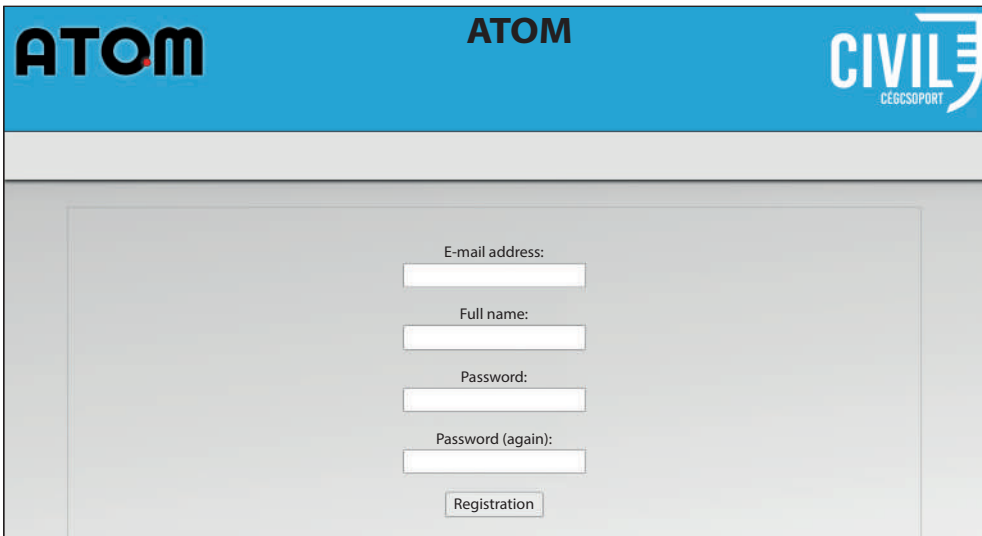 ATOM
ATOM
CIVIL
CÉGCSOPORT
E-mail address:
Full name:
Password:
Password (again):
Registration